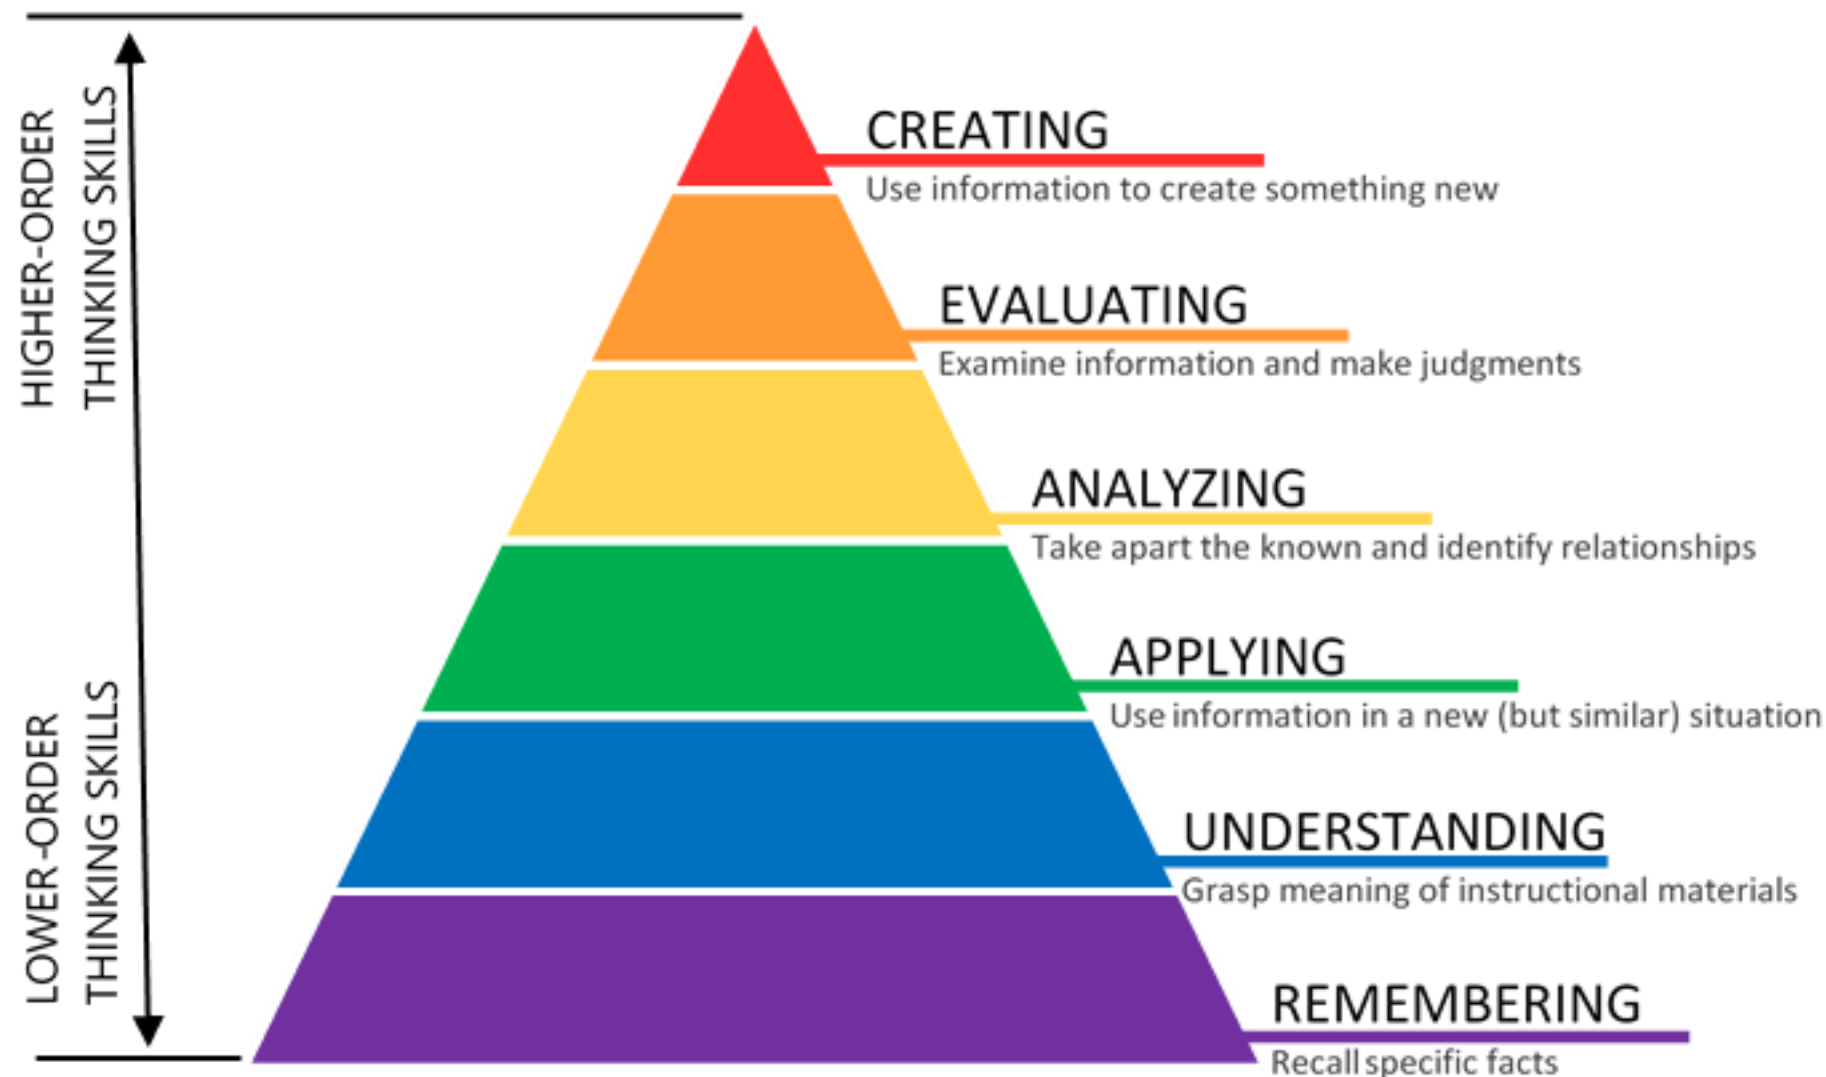 HIGHER-ORDER
THINKING SKILLS
LOWER-ORDER
THINKING SKILLS
CREATING
Use information to create something new
EVALUATING
Examine information and make judgments
ANALYZING
Take apart the known and identify relationships
APPLYING
Use information in a new (but similar) situation
UNDERSTANDING
Grasp meaning of instructional materials
REMEMBERING
Recall specific facts